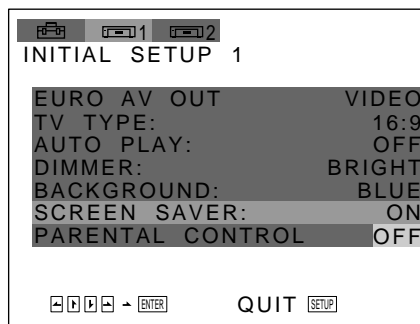 1 2
INITIAL SETUP 1
EURO AV OUT VIDEO
TV TYPE: 16:9
AUTO PLAY: OFF
DIMMER: BRIGHT
BACKGROUND: BLUE
SCREEN SAVER: ON
PARENTAL CONTROL OFF
ENTER QUIT SETUP